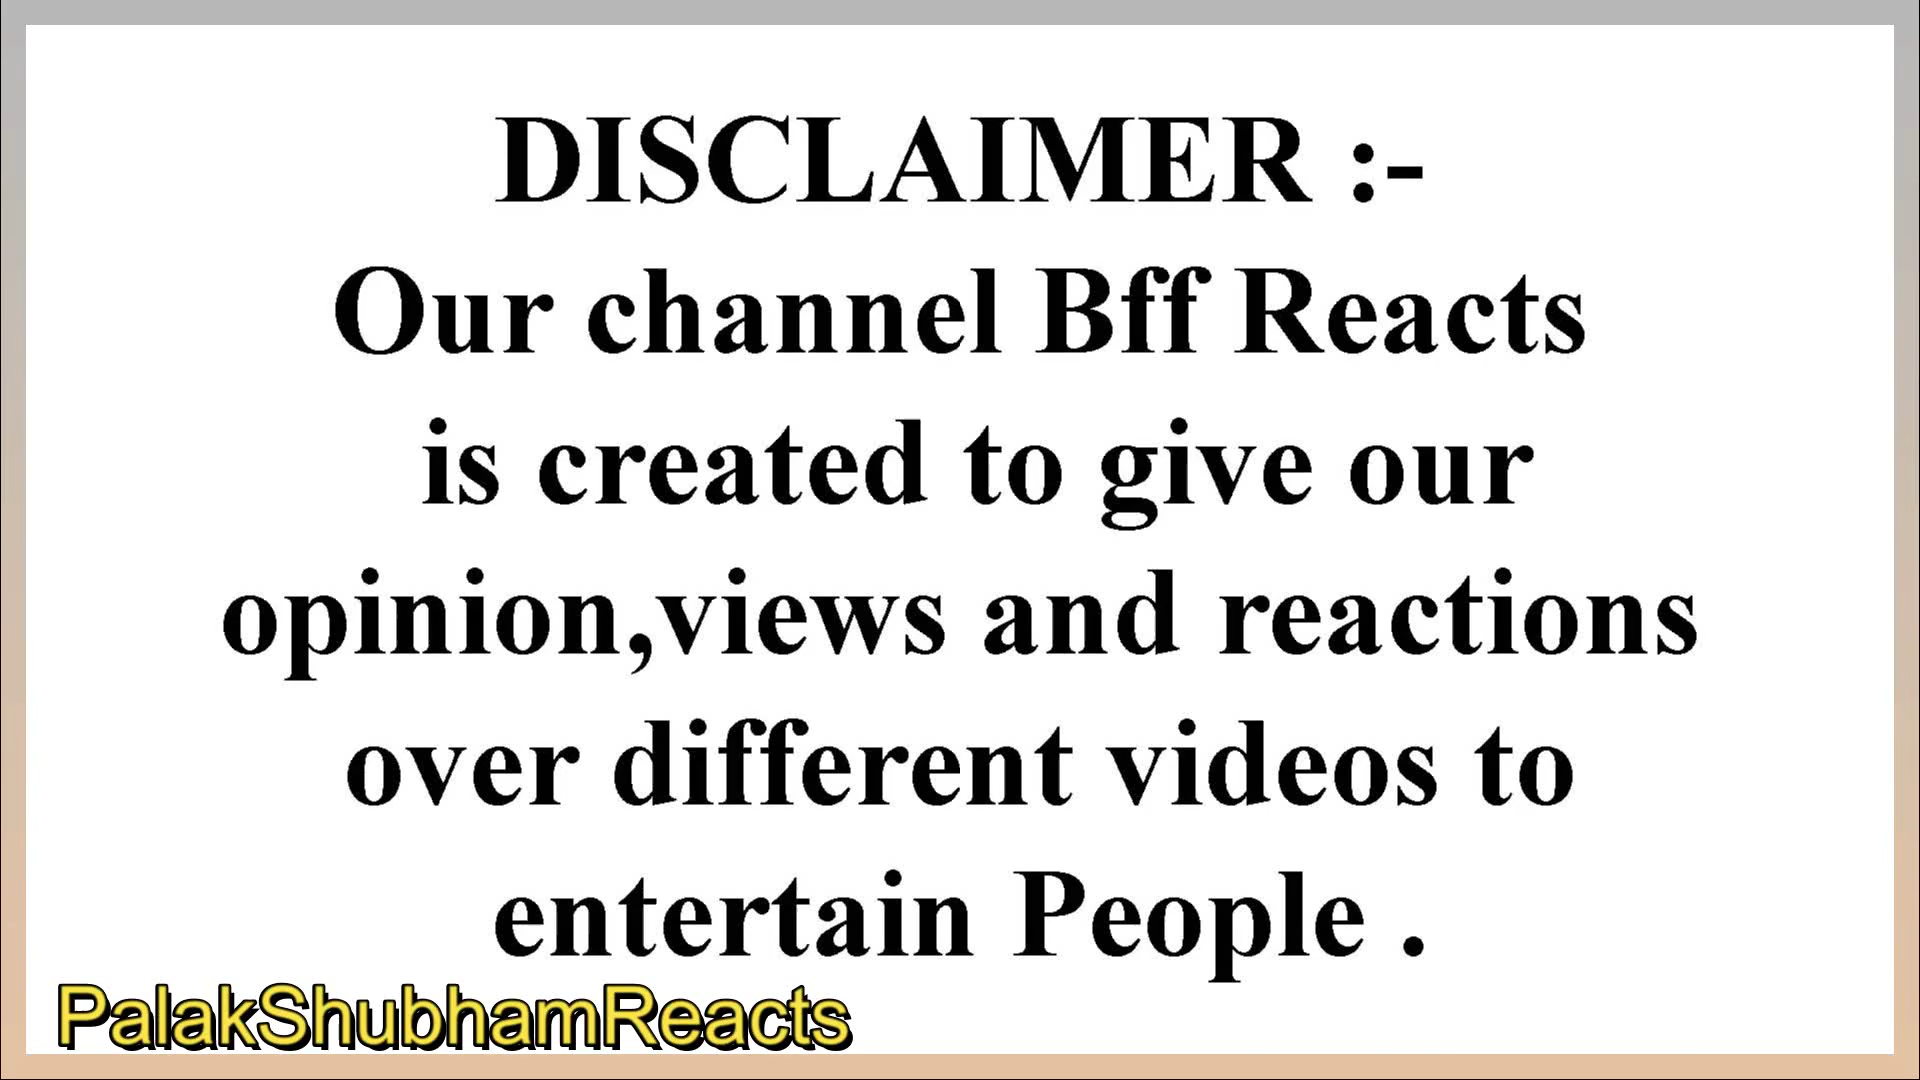 DISCLAIMER :-
Our channel Bff Reacts
is created to give our
opinion,views and reactions
over different videos to
entertain People .
PalakShubhamReacts